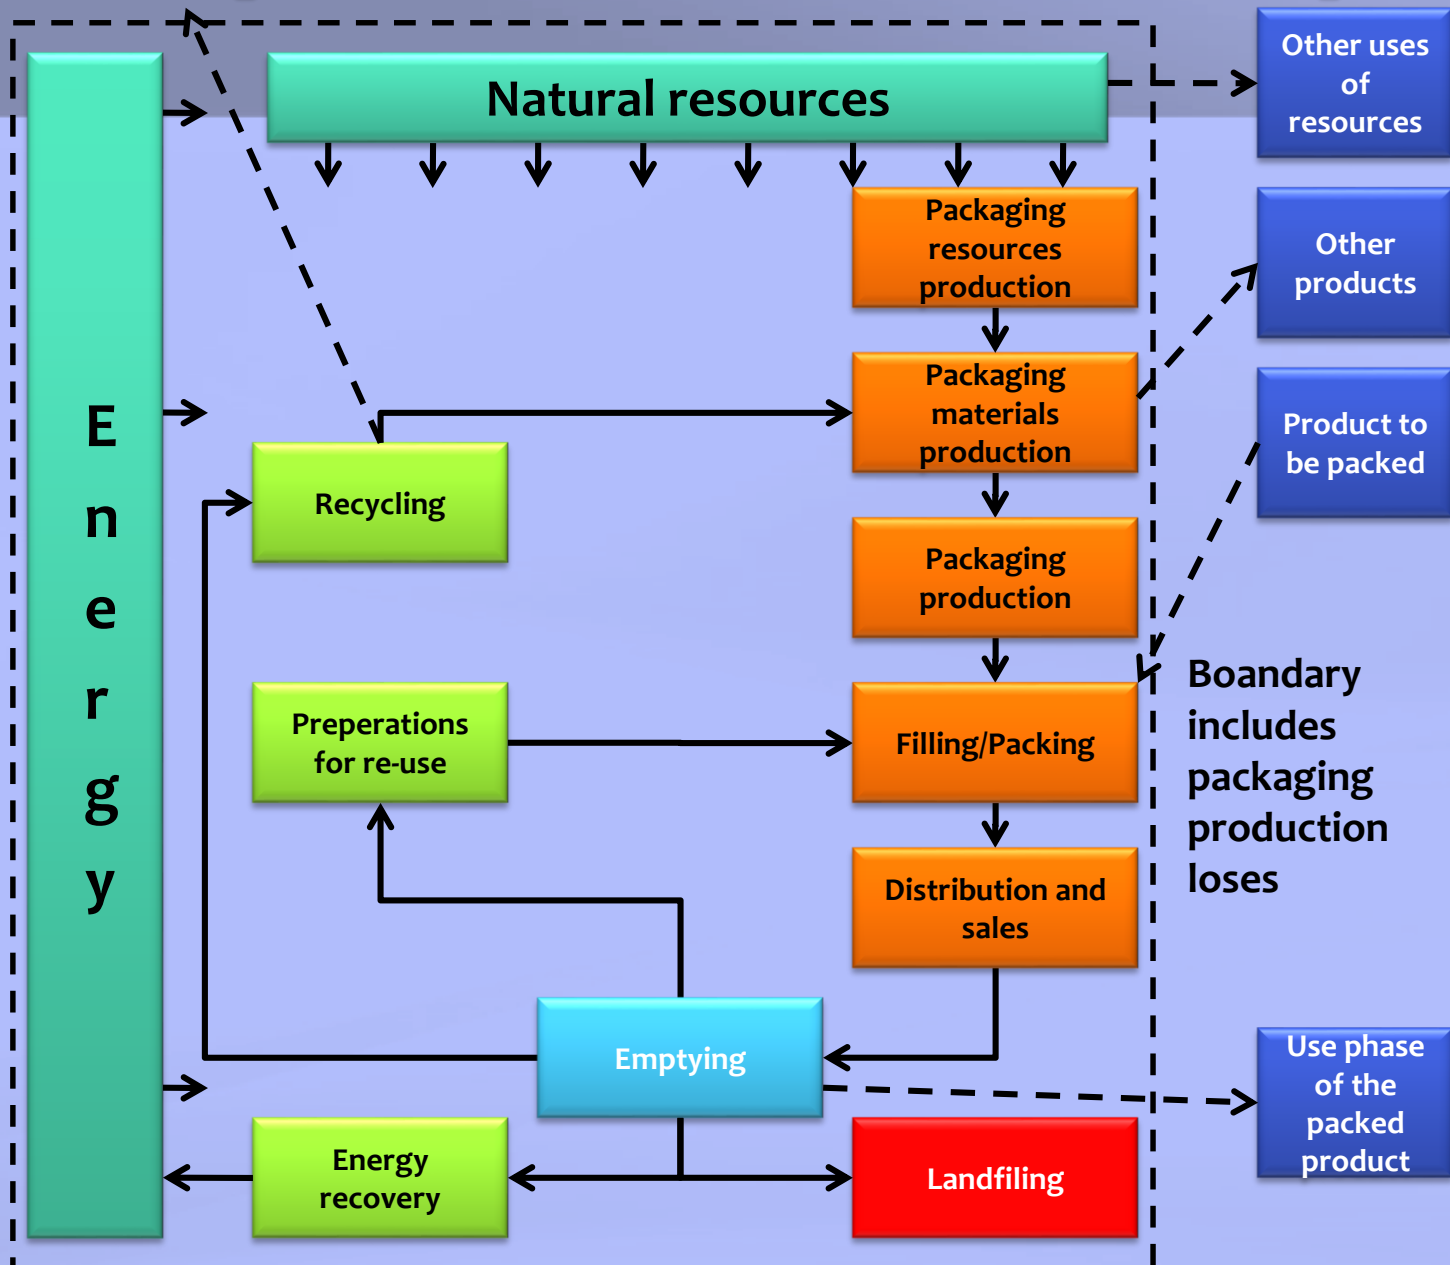 Natural resources
Other uses
of
resources
Packaging
resources
production
Other
products
Packaging
materials
production
Product to
be packed
E
n
e
r
g
y
Recycling
Packaging
production
Boandary
includes
packaging
production
loses
Preperations
for re-use
Filling/Packing
Distribution and
sales
Emptying
Use phase
of the
packed
product
Energy
recovery
Landfiling